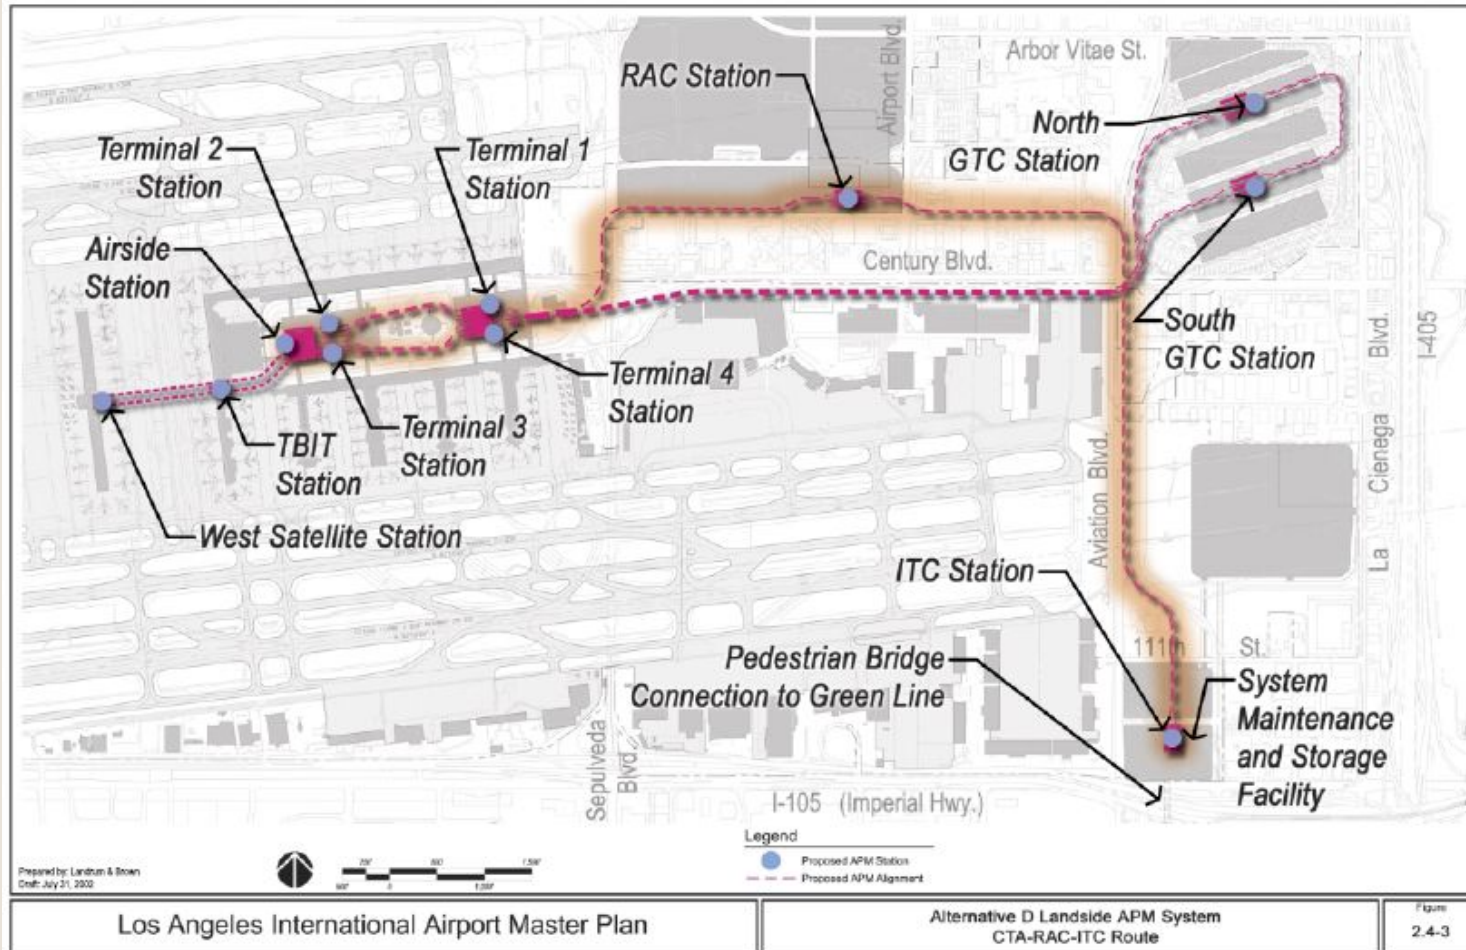 Arbor Vitae St.
Airport Blvd.
RAC Station
North
GTC Station
Terminal 2
Station
Terminal 1
Station
Airside
Station
Century Blvd.
South
GTC Station
La Cienega Blvd.
I-405
Terminal 4
Station
Terminal 3
Station
TBIT
Station
West Satellite Station
Aviation Blvd.
ITC Station
111th St.
Pedestrian Bridge
Connection to Green Line
System
Maintenance
and Storage
Facility
Sepulveda
Blvd.
I-105 (Imperial Hwy.)
Legend
Proposed APM Station
Proposed APM Alignment
Prepared by: Landrum & Brown
Draft: July 31, 2002
Los Angeles International Airport Master Plan
Alternative D Landside APM System
CTA-RAC-ITC Route
Figure
2.4-3